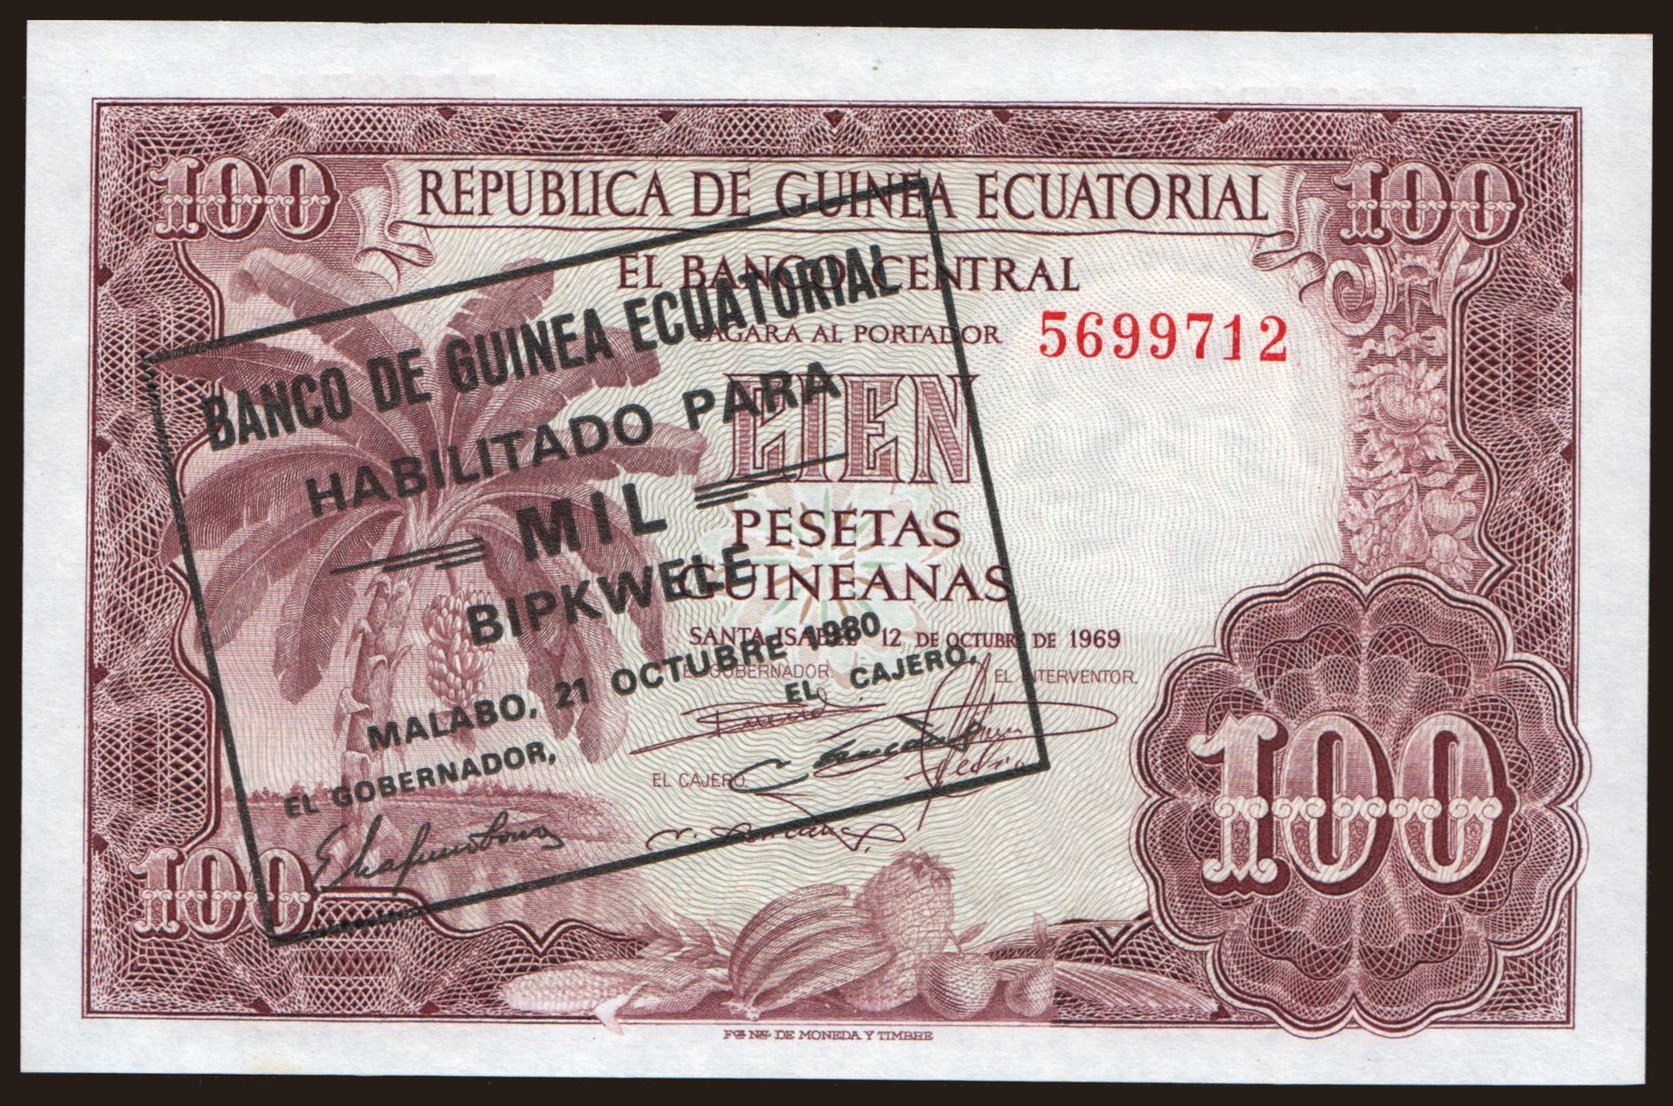 100
100
REPUBLICA DE GUINEA ECUATORIAL
EL BANCO CENTRAL
PAGARA AL PORTADOR
5699712
CIEN
PESETAS
GUINEANAS
SANTA ISABEL 12 DE OCTUBRE DE 1969
EL GOBERNADOR.
EL INTERVENTOR.
EL CAJERO.
BANCO DE GUINEA ECUATORIAL
HABILITADO PARA
MIL
BIPKWELE
MALABO, 21 OCTUBRE 1980
EL GOBERNADOR,
EL CAJERO,
100
100
DE MONEDA Y TIMBRE